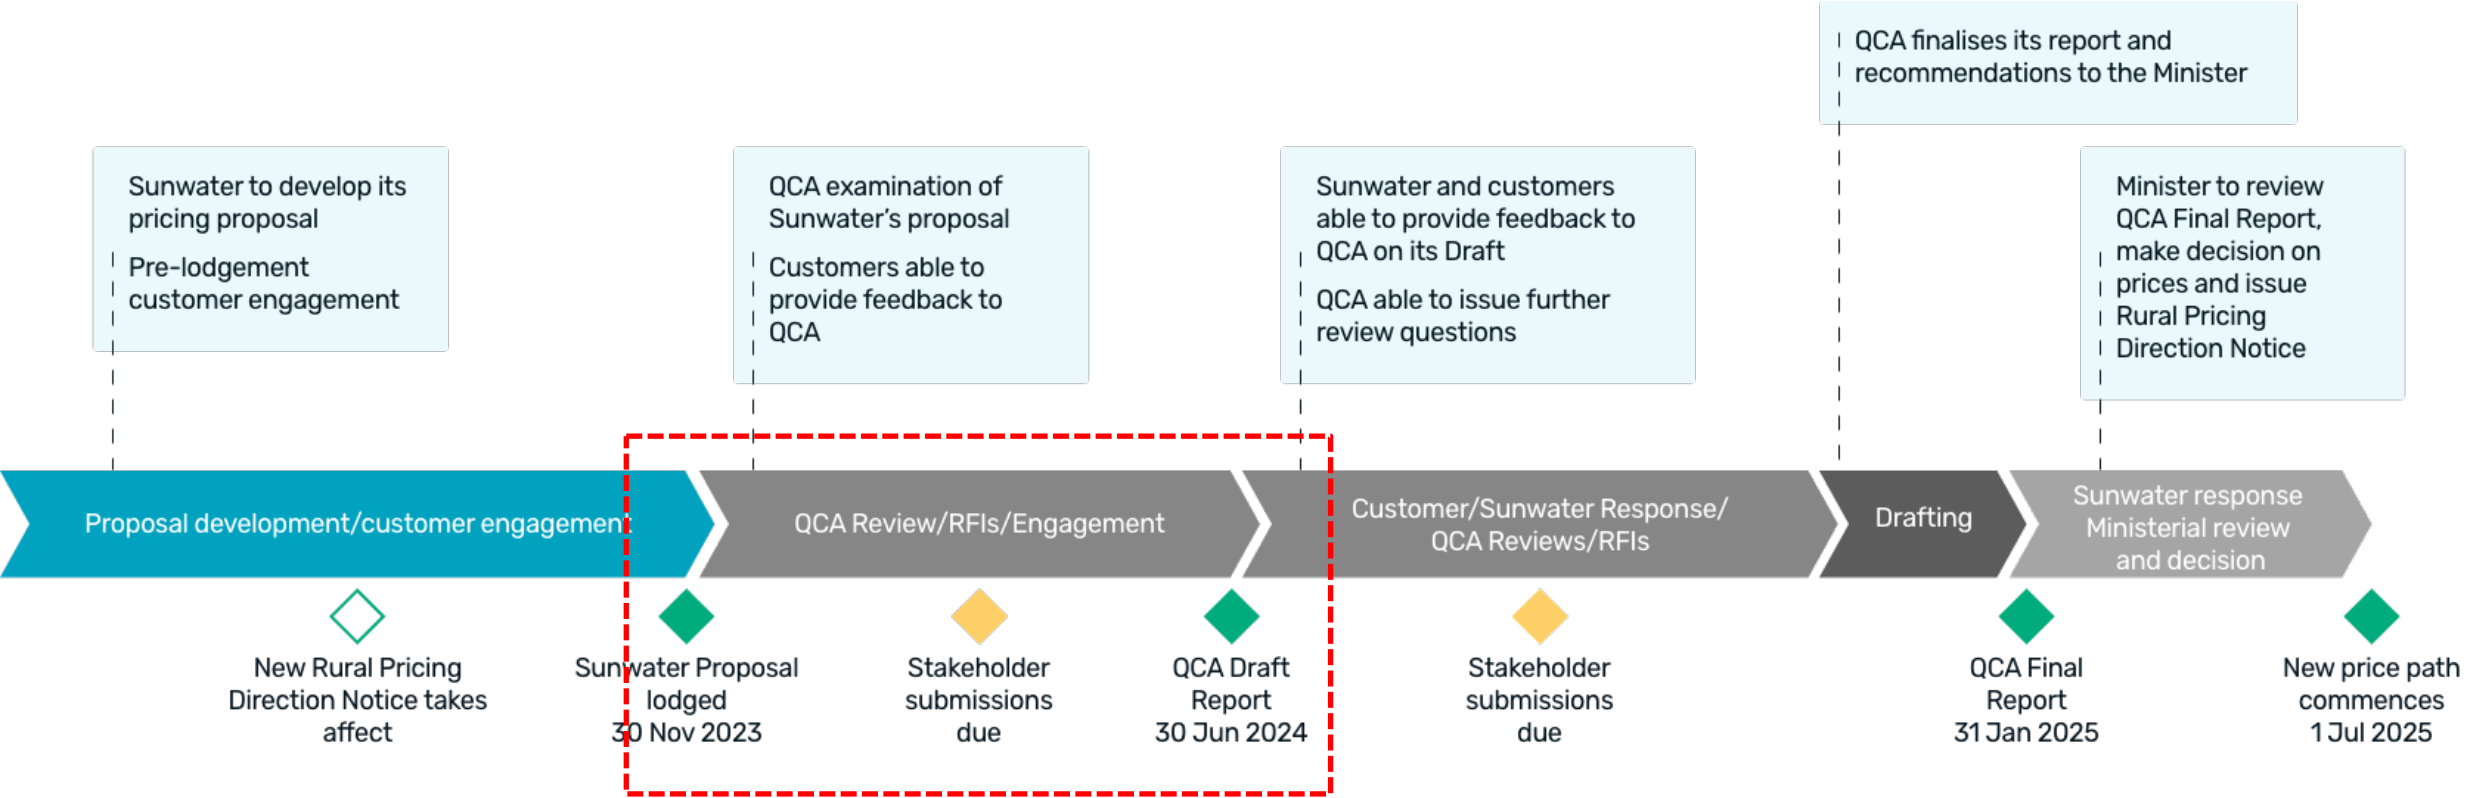 QCA finalises its report and
recommendations to the Minister
Sunwater to develop its
pricing proposal
Pre-lodgement
customer engagement
QCA examination of
Sunwater's proposal
Customers able to
provide feedback to
QCA
Sunwater and customers
able to provide feedback to
QCA on its Draft
QCA able to issue further
review questions
Minister to review
QCA Final Report,
make decision on
prices and issue
Rural Pricing
Direction Notice
Proposal development/customer engagement
QCA Review/RFIs/Engagement
Customer/Sunwater Response/
QCA Reviews/RFIs
Drafting
Sunwater response
Ministerial review
and decision
New Rural Pricing
Direction Notice takes
affect
Sunwater Proposal
lodged
30 Nov 2023
Stakeholder
submissions
due
QCA Draft
Report
30 Jun 2024
Stakeholder
submissions
due
QCA Final
Report
31 Jan 2025
New price path
commences
1 Jul 2025